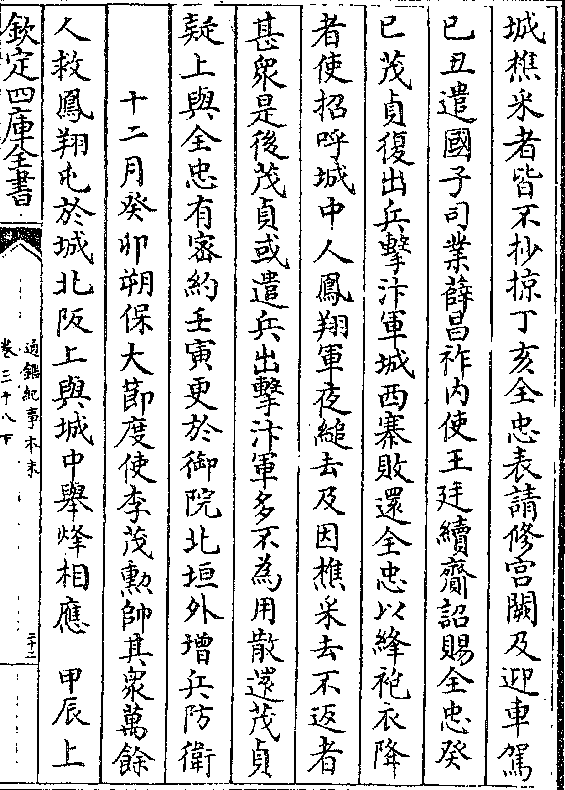 城樵采者皆不抄掠丁亥全忠表請修宫闕及迎車駕
已丑遣國子司業薛昌祚内使王廷續齎詔賜全忠癸
已茂貞復出兵擊汴軍城西寨敗還全忠以絳袍衣降
者使招呼城中人鳳翔軍夜縋去及因樵采去不返者
甚衆是後茂貞或遣兵出擊汴軍多不為用散還茂貞
疑上與全忠有密約壬寅更於御院北垣外增兵防衛
十二月癸卯朔保大節度使李茂勲帥其衆萬餘
人救鳳翔屯於城北阪上與城中舉烽相應　甲辰上
欽定四庫全書
通鑑紀事本末
卷三十八下
三十三